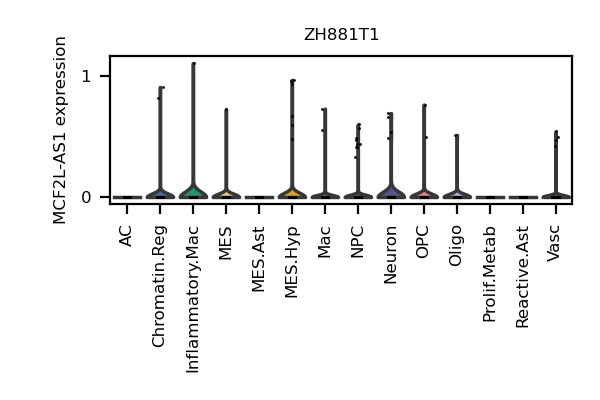 ZH881T1
MCF2L-AS1 expression
1
0
AC
Chromatin.Reg
Inflammatory.Mac
MES
MES.Ast
MES.Hyp
Mac
NPC
Neuron
OPC
Oligo
Prolif.Metab
Reactive.Ast
Vasc